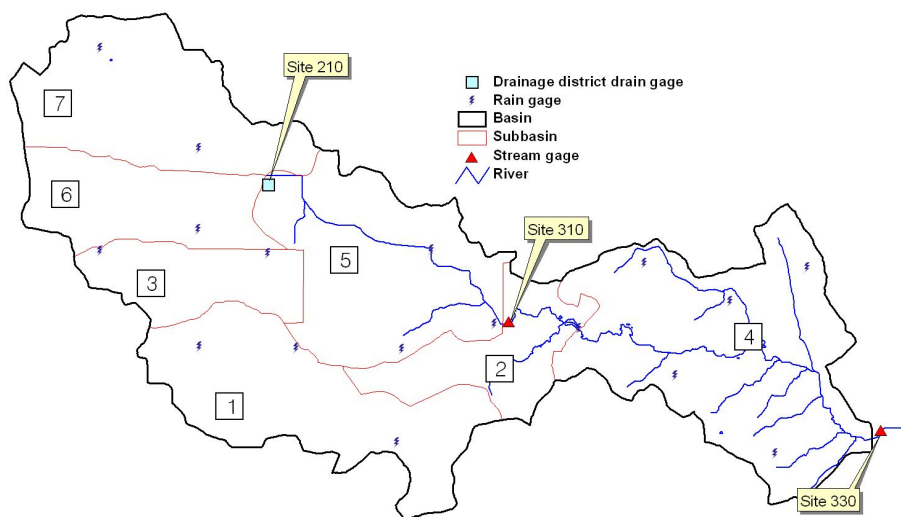 Site 210
Drainage district drain gage
Rain gage
Basin
Subbasin
Stream gage
River
7
6
Site 310
5
3
4
2
1
Site 330